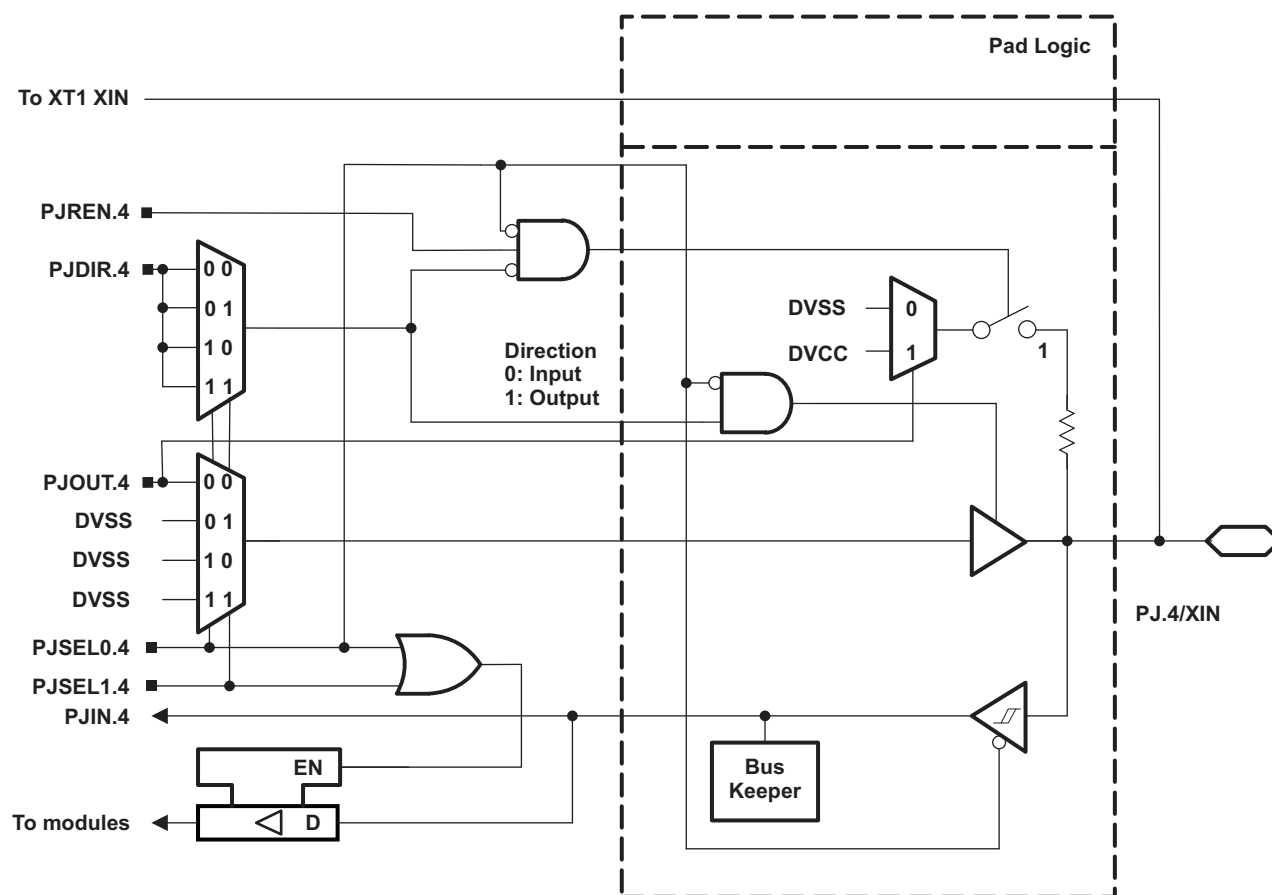 Pad Logic
To XT1 XIN
PJREN.4
PJDIR.4
0 0
0 1
1 0
1 1
Direction
0: Input
1: Output
DVSS
0
DVCC
1
1
PJOUT.4
0 0
DVSS
0 1
DVSS
1 0
DVSS
1 1
PJ.4/XIN
PJSEL0.4
PJSEL1.4
PJIN.4
EN
Bus
Keeper
To modules
D